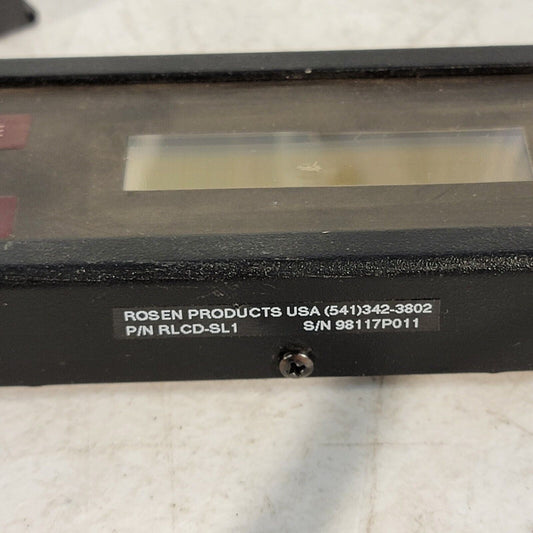 ROSEN PRODUCTS USA (541)342-3802
P/N RLCD-SL1 S/N 98117P011